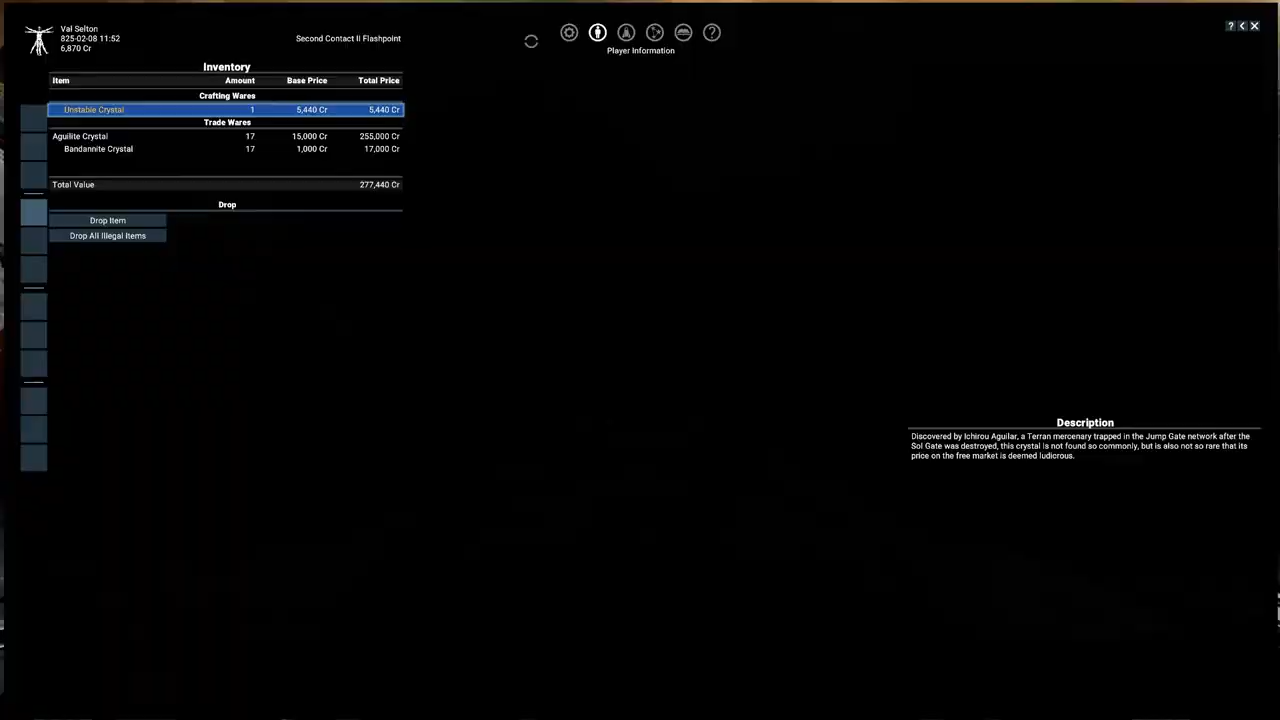 Val Selton
825-02-08 11:52
6,870 Cr
Second Contact II Flashpoint
Player Information
? < X
Inventory
Item Amount Base Price Total Price
Crafting Wares
Unstable Crystal 1 5,440 Cr 5,440 Cr
Trade Wares
Aguilite Crystal 17 15,000 Cr 255,000 Cr
Bandannite Crystal 17 1,000 Cr 17,000 Cr
Total Value 277,440 Cr
Drop
Drop Item
Drop All Illegal Items
Description
Discovered by Ichirou Aguilar, a Terran mercenary trapped in the Jump Gate network after the
Sol Gate was destroyed, this crystal is not found so commonly, but is also not so rare that its
price on the free market is deemed ludicrous.